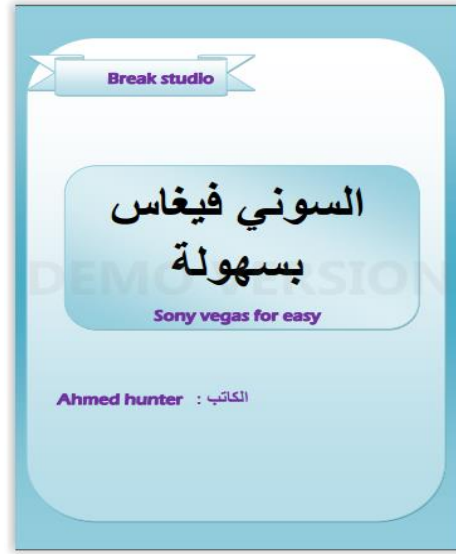 Break studio
السوني فيغاس
بسهولة
DEMO VERSION
Sony vegas for easy
الكاتب : Ahmed hunter